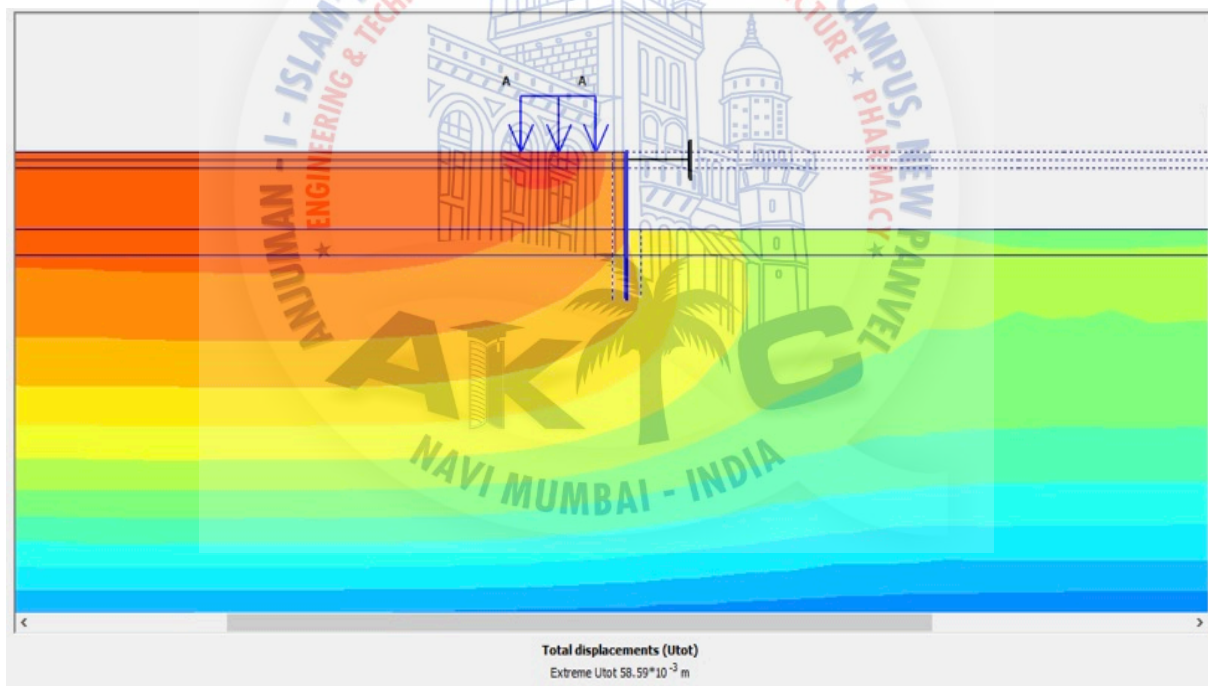 ANJUMAN - I - ISLAM
ENGINEERING & TECH
CTURE ★ PHARMACY ★
CAMPUS, NEW PANVEL
A A
AKTC
NAVI MUMBAI - INDIA
Total displacements (Utot)
Extreme Utot 58.59*10⁻³ m